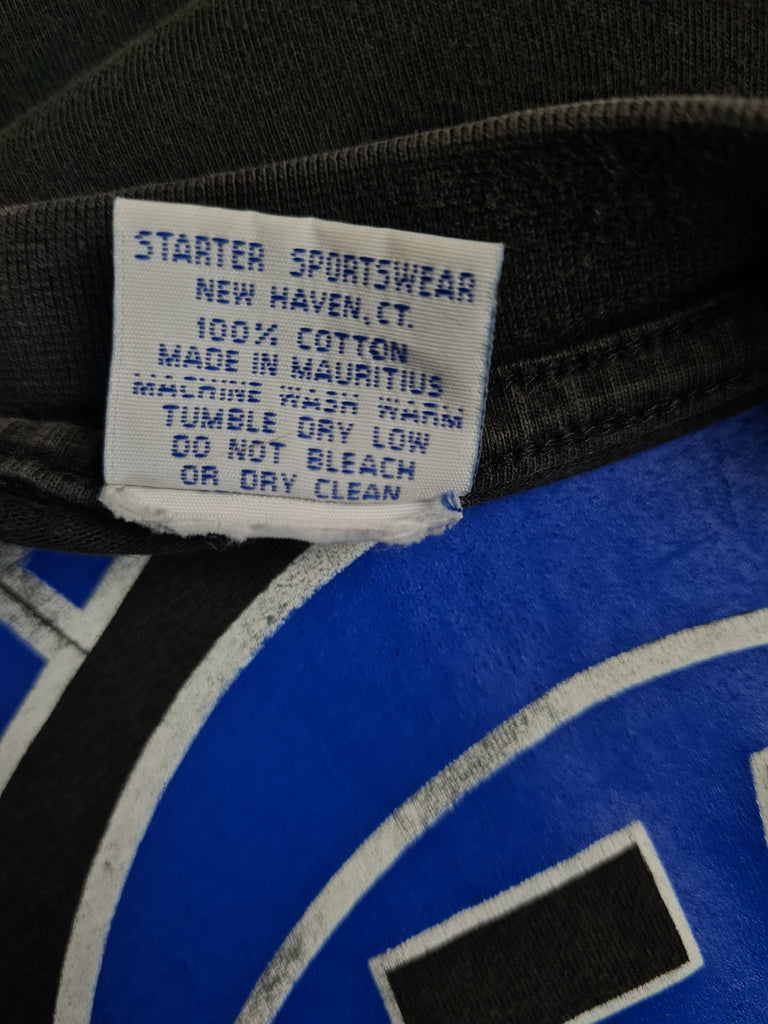 STARTER SPORTSWEAR
NEW HAVEN, CT.
100% COTTON
MADE IN MAURITIUS
MACHINE WASH WARM
TUMBLE DRY LOW
DO NOT BLEACH
OR DRY CLEAN